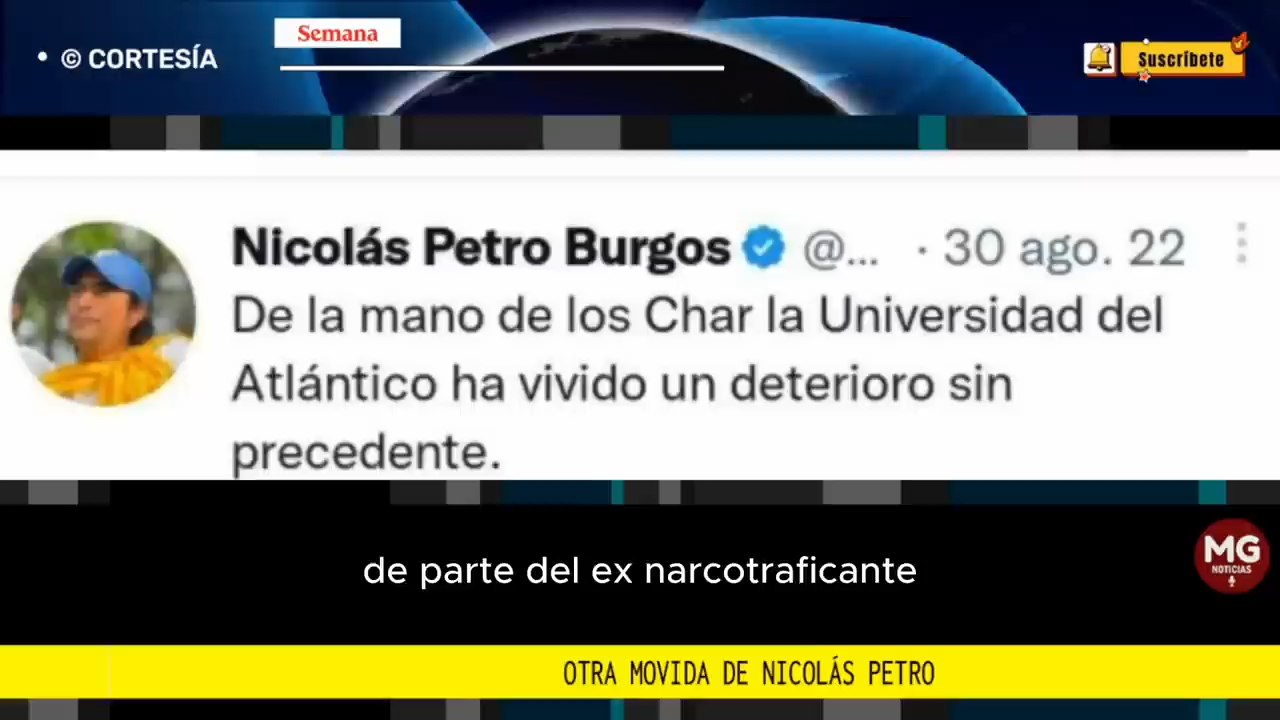 • © CORTESÍA
Semana
Suscríbete
Nicolás Petro Burgos @... · 30 ago. 22
De la mano de los Char la Universidad del
Atlántico ha vivido un deterioro sin
precedente.
de parte del ex narcotraficante
MG
NOTICIAS
OTRA MOVIDA DE NICOLÁS PETRO